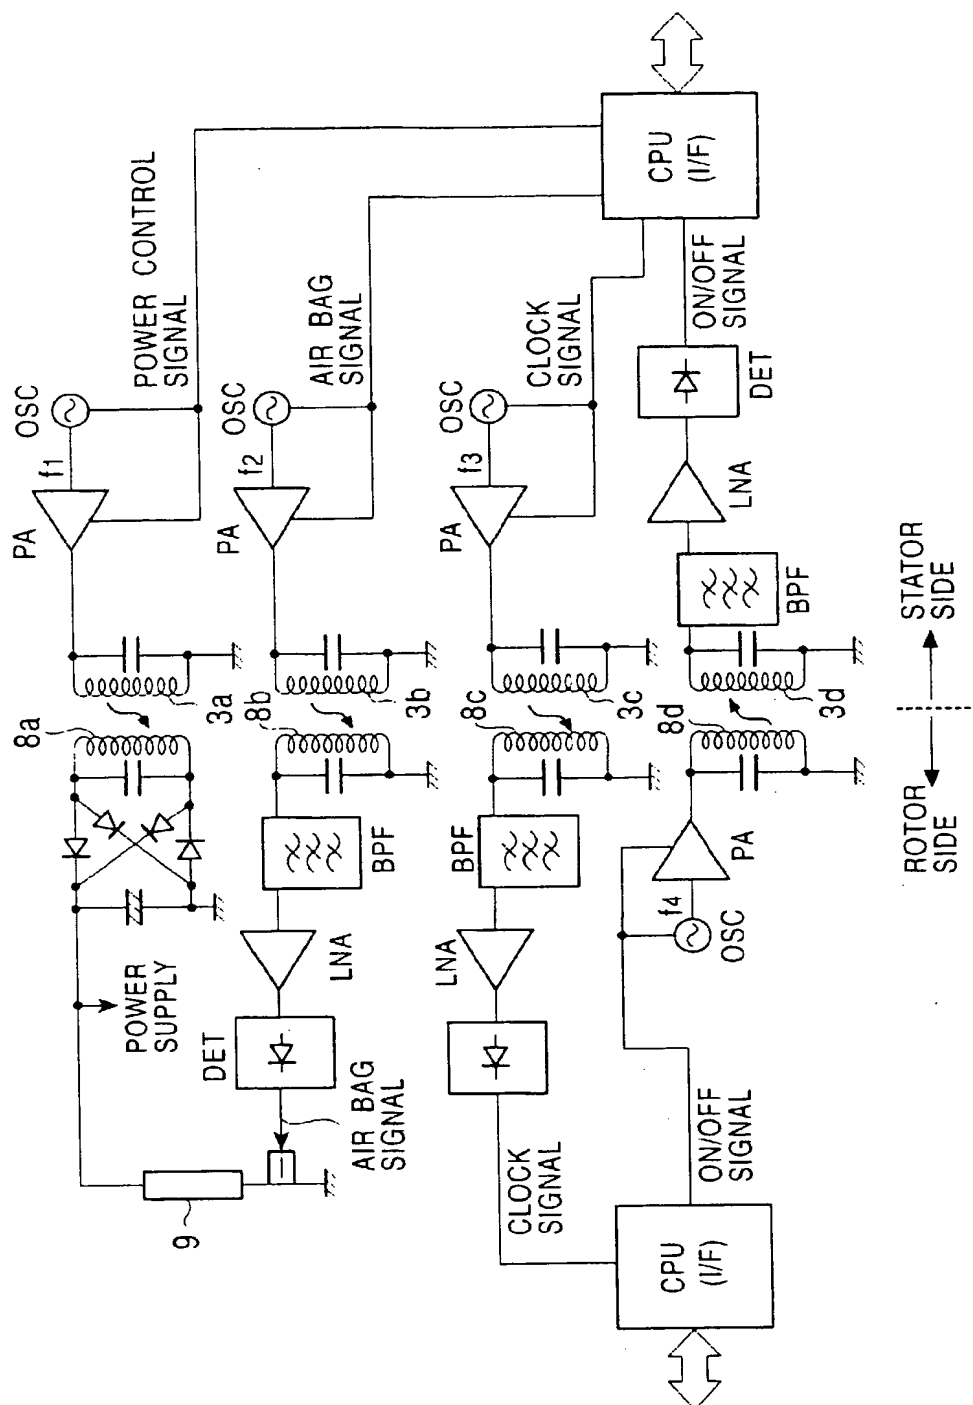 8a
3a
OSC
f1
PA
POWER CONTROL
SIGNAL
POWER
SUPPLY
9
8b
3b
OSC
f2
PA
AIR BAG
SIGNAL
BPF
LNA
DET
AIR BAG
SIGNAL
8c
3c
OSC
f3
PA
CLOCK
SIGNAL
BPF
LNA
CLOCK
SIGNAL
CPU
(I/F)
ON/OFF
SIGNAL
OSC
f4
PA
8d
3d
BPF
LNA
DET
ON/OFF
SIGNAL
CPU
(I/F)
ROTOR
SIDE
STATOR
SIDE